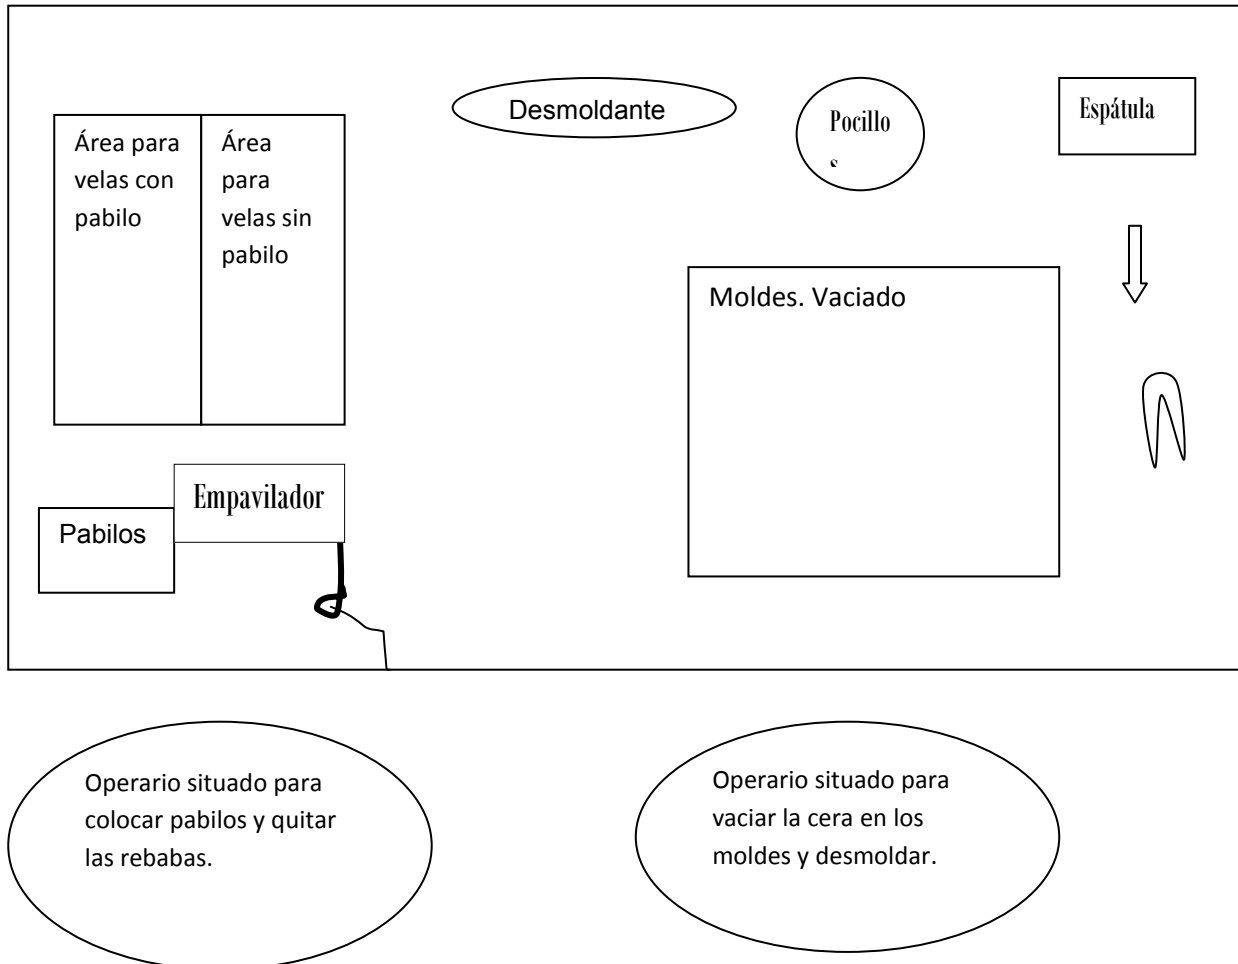 Desmoldante
Pocillo
s
Espátula
Área para
velas con
pabilo
Área
para
velas sin
pabilo
Moldes. Vaciado
Empavilador
Pabilos
Operario situado para
colocar pabilos y quitar
las rebabas.
Operario situado para
vaciar la cera en los
moldes y desmoldar.